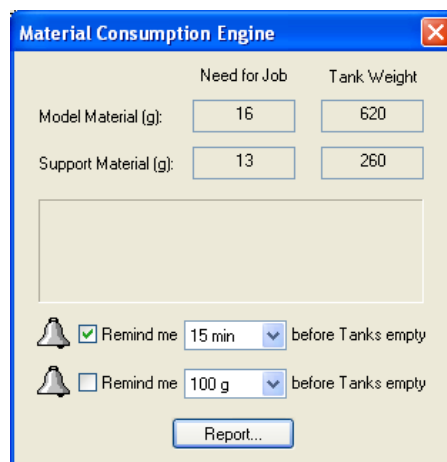 Material Consumption Engine
Need for Job Tank Weight
Model Material (g): 16 620
Support Material (g): 13 260
Remind me 15 min before Tanks empty
Remind me 100 g before Tanks empty
Report...